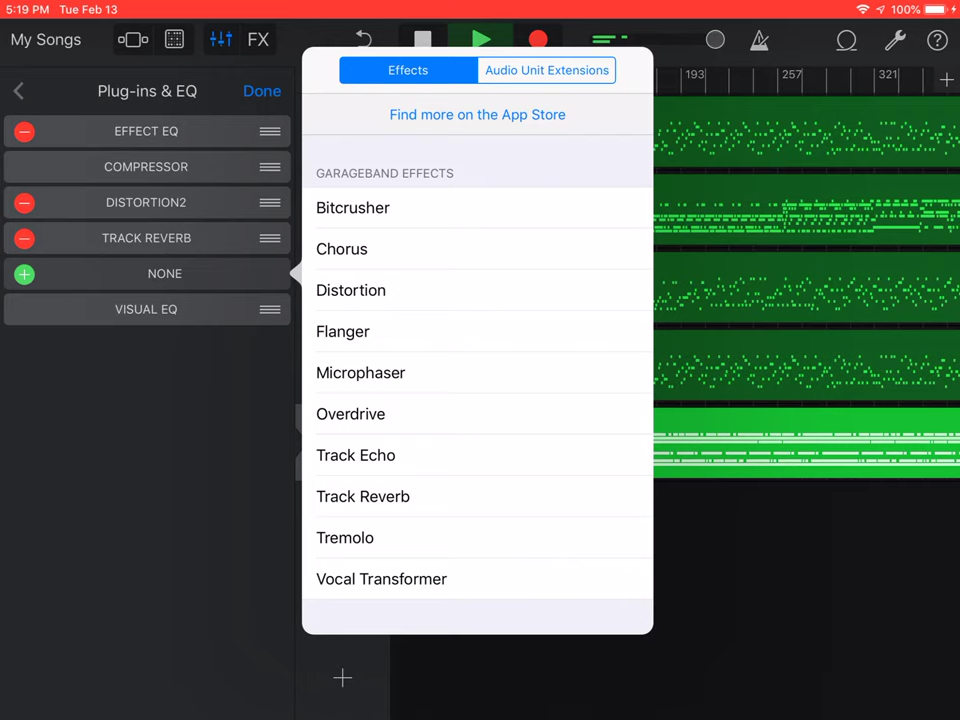 5:19 PM Tue Feb 13
100%
My Songs
FX
?
193
257
321
Plug-ins & EQ
Done
EFFECT EQ
COMPRESSOR
DISTORTION2
TRACK REVERB
NONE
VISUAL EQ
Effects
Audio Unit Extensions
Find more on the App Store
GARAGEBAND EFFECTS
Bitcrusher
Chorus
Distortion
Flanger
Microphaser
Overdrive
Track Echo
Track Reverb
Tremolo
Vocal Transformer